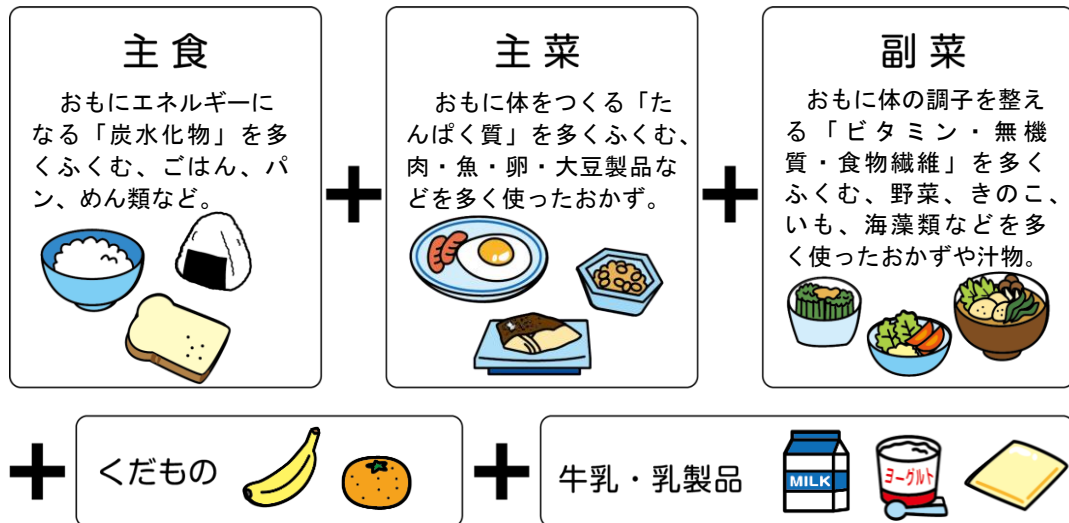 主食
おもにエネルギーに
なる「炭水化物」を多
くふくむ、ごはん、パ
ン、めん類など。
主菜
おもに体をつくる「た
んぱく質」を多くふくむ、
肉・魚・卵・大豆製品な
どを多く使ったおかず。
副菜
おもに体の調子を整え
る「ビタミン・無機
質・食物繊維」を多く
ふくむ、野菜、きのこ、
いも、海藻類などを多
く使ったおかずや汁物。
くだもの
牛乳・乳製品
MILK
ヨーグルト